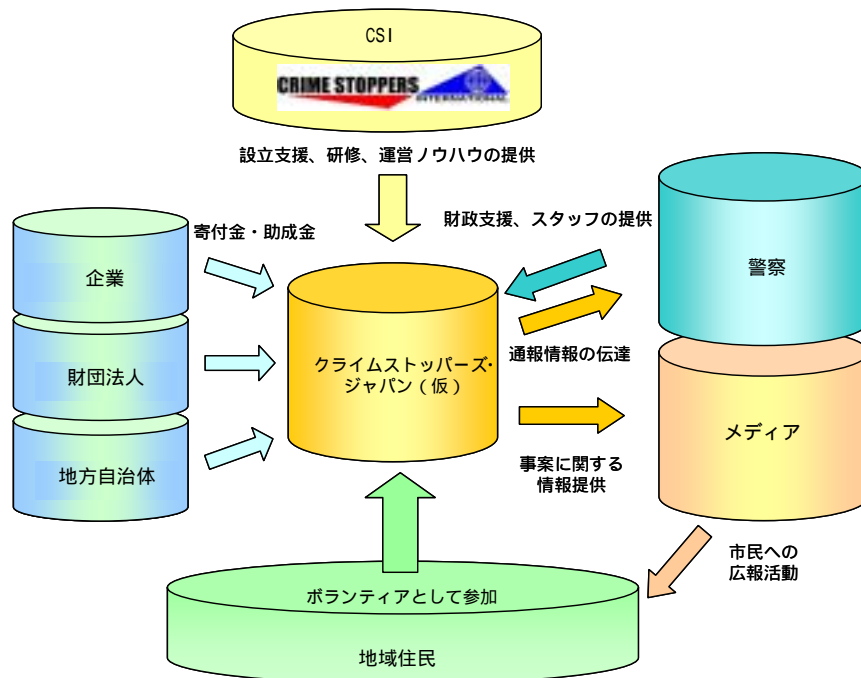 CSI
CRIME STOPPERS
INTERNATIONAL
設立支援、研修、運営ノウハウの提供
寄付金・助成金
財政支援、スタッフの提供
企業
警察
財団法人
クライムストッパーズ・
ジャパン（仮）
通報情報の伝達
メディア
地方自治体
事案に関する
情報提供
市民への
広報活動
ボランティアとして参加
地域住民